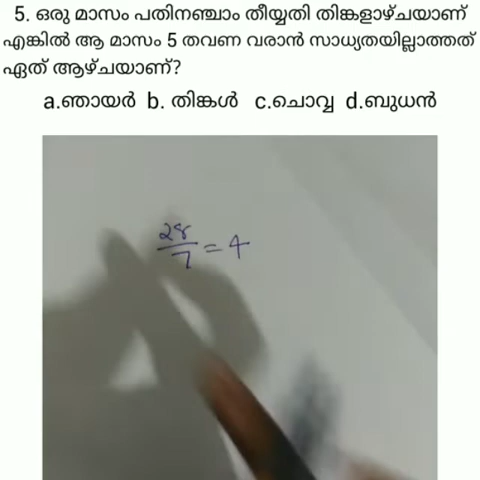 5. ഒരു മാസം പതിനഞ്ചാം തീയ്യതി തിങ്കളാഴ്ചയാണ്
എങ്കിൽ ആ മാസം 5 തവണ വരാൻ സാധ്യതയില്ലാത്തത്
ഏത് ആഴ്ചയാണ്?
a.ഞായർ b. തിങ്കൾ c.ചൊവ്വ d.ബുധൻ
28
7 = 4